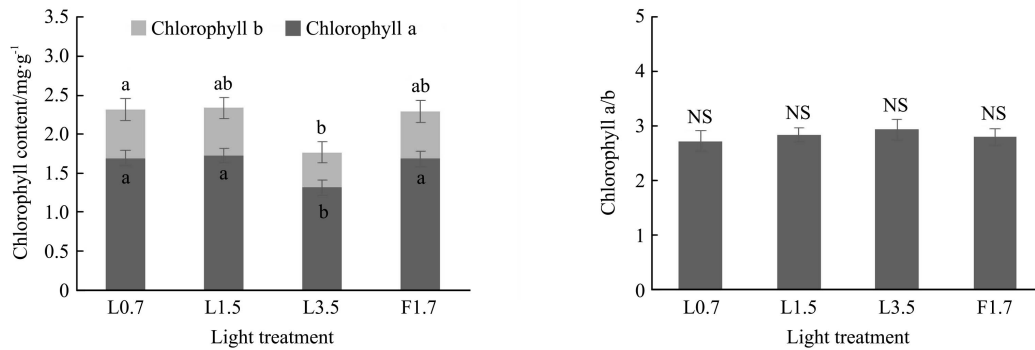 Chlorophyll content/mg·g⁻¹
3.5
3.0
2.5
2.0
1.5
1.0
0.5
0
Chlorophyll b
Chlorophyll a
a
ab
b
ab
a
a
b
a
L0.7
L1.5
L3.5
F1.7
Light treatment
Chlorophyll a/b
5
4
3
2
1
0
NS
NS
NS
NS
L0.7
L1.5
L3.5
F1.7
Light treatment